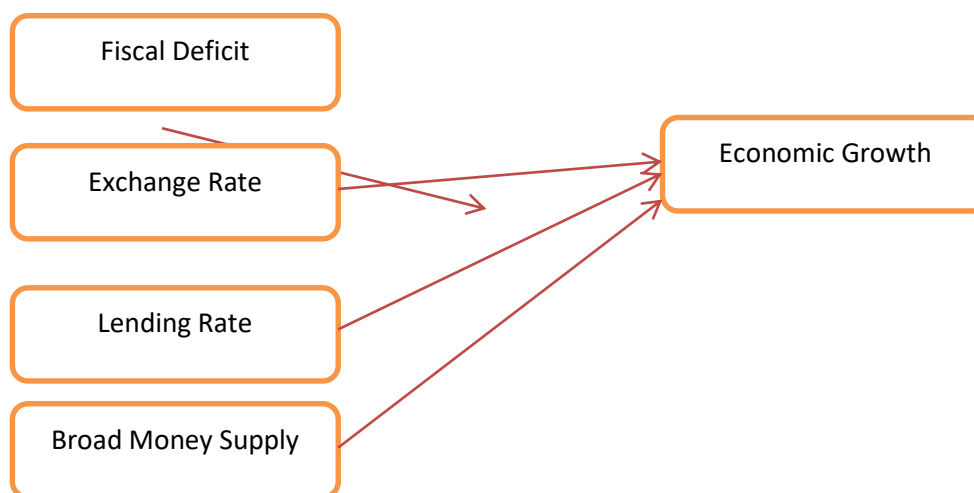 Fiscal Deficit
Exchange Rate
Economic Growth
Lending Rate
Broad Money Supply